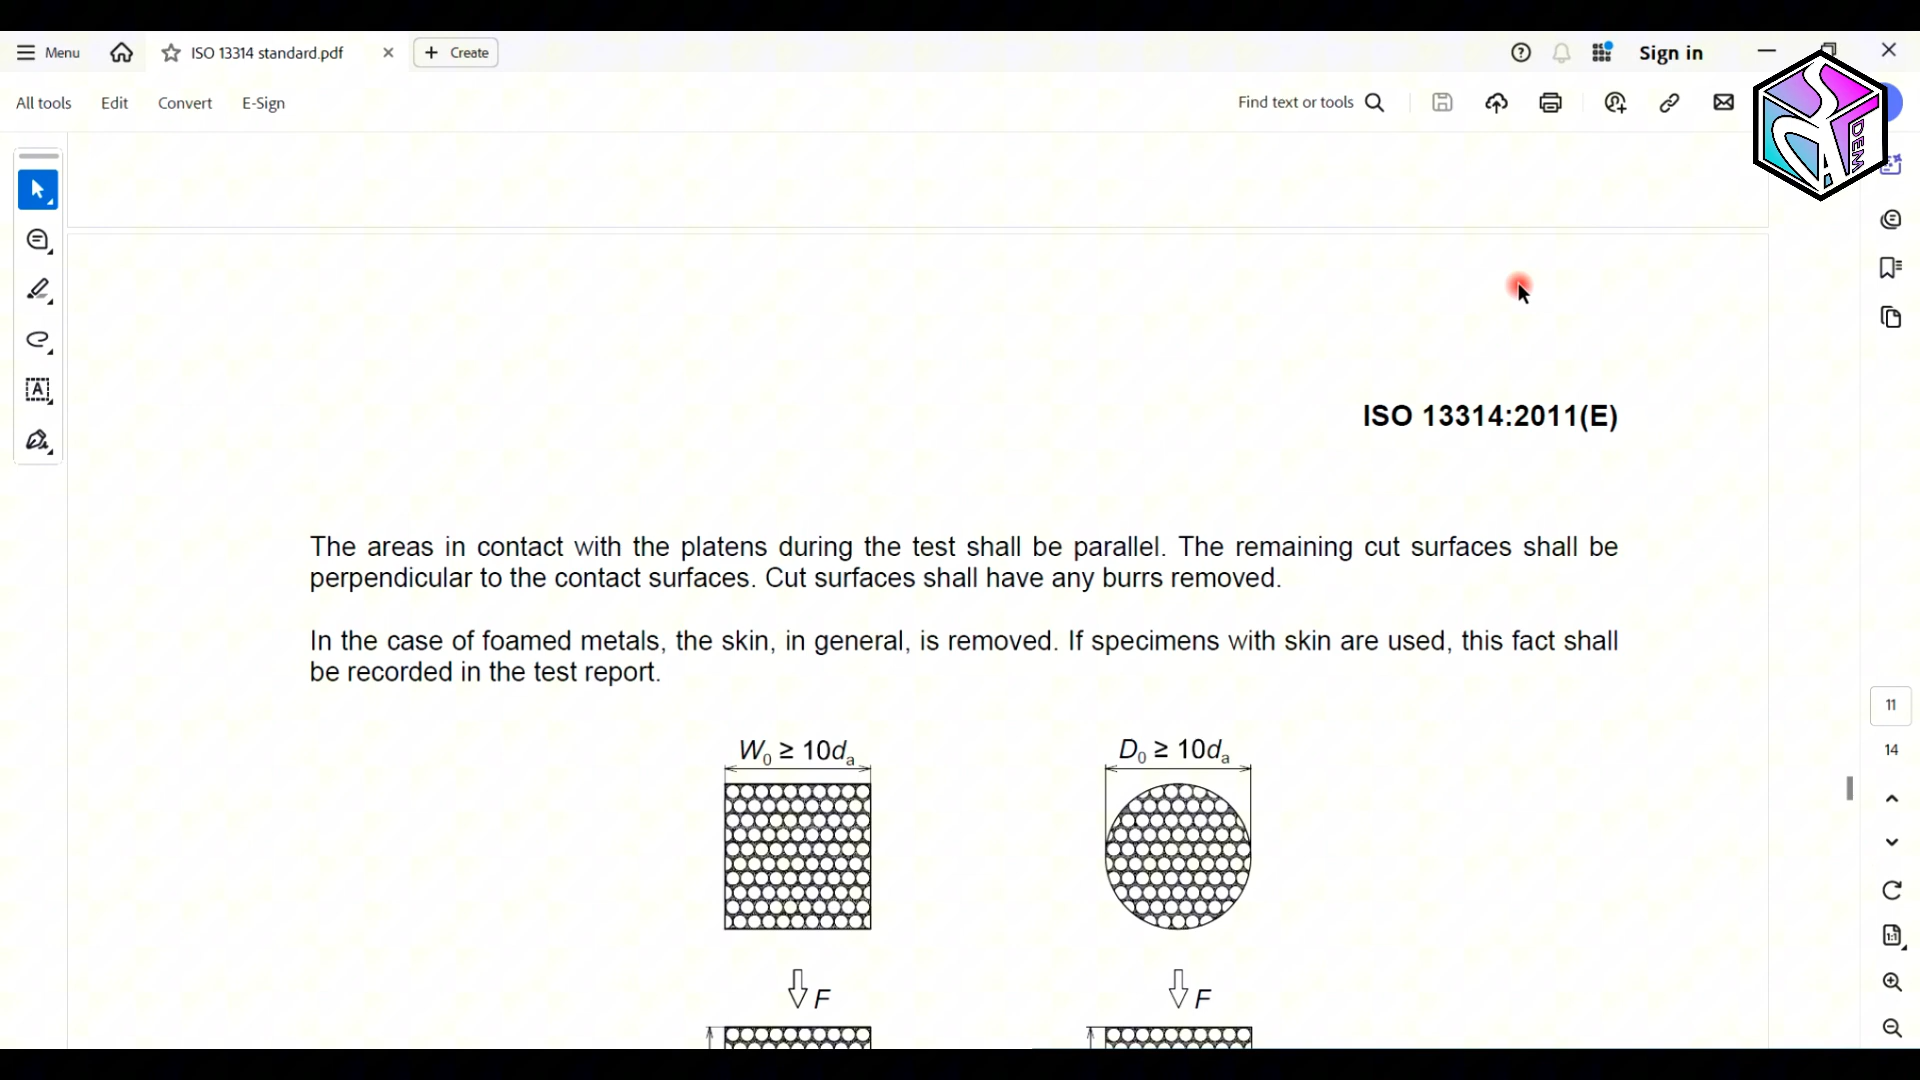 Menu
ISO 13314 standard.pdf
Create
Sign in
All tools
Edit
Convert
E-Sign
Find text or tools
DEM
ISO 13314:2011(E)
The areas in contact with the platens during the test shall be parallel. The remaining cut surfaces shall be
perpendicular to the contact surfaces. Cut surfaces shall have any burrs removed.
In the case of foamed metals, the skin, in general, is removed. If specimens with skin are used, this fact shall
be recorded in the test report.
W0 ≥ 10da
D0 ≥ 10da
F
F
11
14